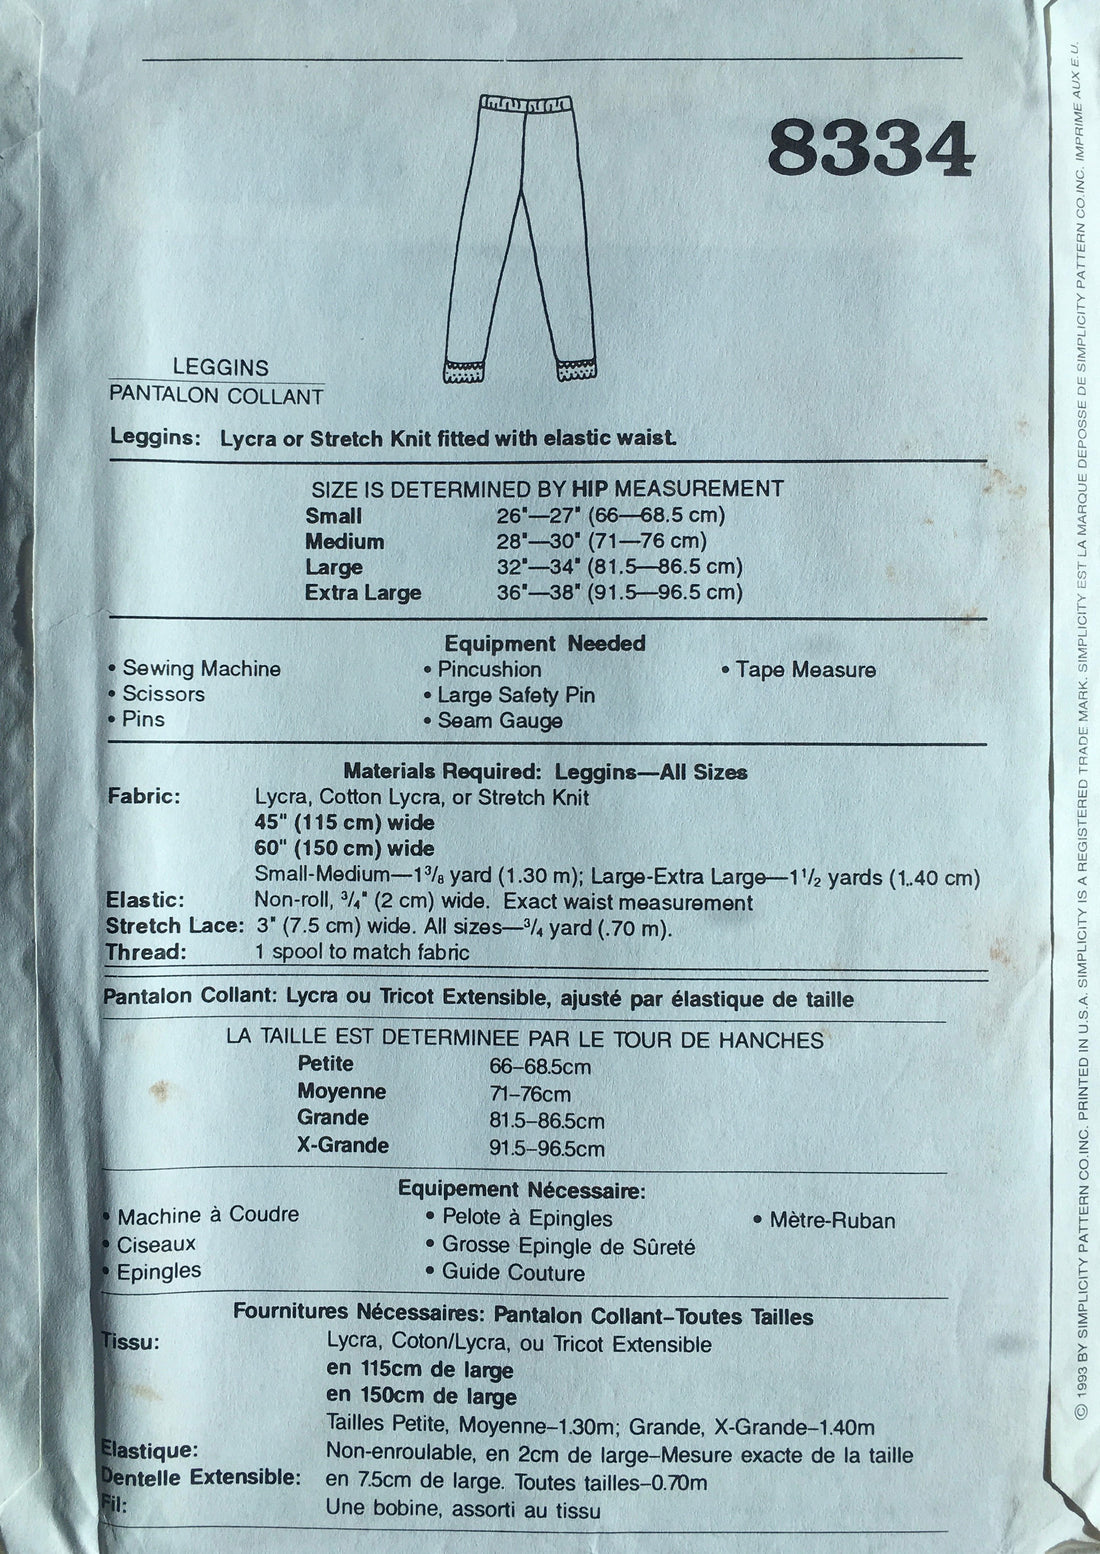 8334
LEGGINS
PANTALON COLLANT
Leggins: Lycra or Stretch Knit fitted with elastic waist.
SIZE IS DETERMINED BY HIP MEASUREMENT
Small 26"—27" (66—68.5 cm)
Medium 28"—30" (71—76 cm)
Large 32"—34" (81.5—86.5 cm)
Extra Large 36"—38" (91.5—96.5 cm)
Equipment Needed
• Sewing Machine • Pincushion • Tape Measure
• Scissors • Large Safety Pin
• Pins • Seam Gauge
Materials Required: Leggins—All Sizes
Fabric: Lycra, Cotton Lycra, or Stretch Knit
45" (115 cm) wide
60" (150 cm) wide
Small-Medium—1 3/8 yard (1.30 m); Large-Extra Large—1 1/2 yards (1..40 cm)
Elastic: Non-roll, 3/4" (2 cm) wide. Exact waist measurement
Stretch Lace: 3" (7.5 cm) wide. All sizes—3/4 yard (.70 m).
Thread: 1 spool to match fabric
Pantalon Collant: Lycra ou Tricot Extensible, ajusté par élastique de taille
LA TAILLE EST DETERMINEE PAR LE TOUR DE HANCHES
Petite 66–68.5cm
Moyenne 71–76cm
Grande 81.5–86.5cm
X-Grande 91.5–96.5cm
Equipement Nécessaire:
• Machine à Coudre • Pelote à Epingles • Mètre-Ruban
• Ciseaux • Grosse Epingle de Sûreté
• Epingles • Guide Couture
Fournitures Nécessaires: Pantalon Collant–Toutes Tailles
Tissu: Lycra, Coton/Lycra, ou Tricot Extensible
en 115cm de large
en 150cm de large
Tailles Petite, Moyenne–1.30m; Grande, X-Grande–1.40m
Elastique: Non-enroulable, en 2cm de large–Mesure exacte de la taille
Dentelle Extensible: en 7.5cm de large. Toutes tailles–0.70m
Fil: Une bobine, assorti au tissu
© 1993 BY SIMPLICITY PATTERN CO.INC. PRINTED IN U.S.A. SIMPLICITY IS A REGISTERED TRADE MARK. SIMPLICITY EST LA MARQUE DEPOSSE DE SIMPLICITY PATTERN CO.INC. IMPRIME AUX E.U.